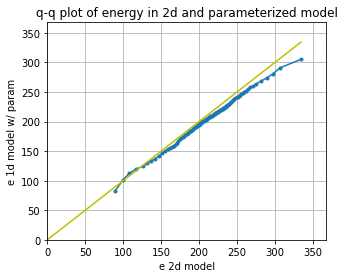 q-q plot of energy in 2d and parameterized model
350
300
250
200
150
100
50
0
e 1d model w/ param
0 50 100 150 200 250 300 350
e 2d model